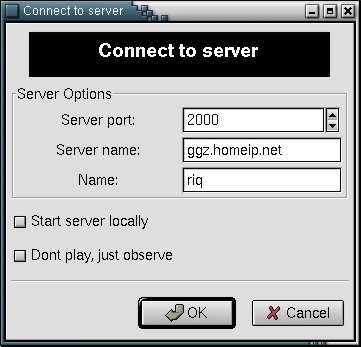 Connect to server
Connect to server
Server Options
Server port: 2000
Server name: ggz.homeip.net
Name: riq
Start server locally
Dont play, just observe
OK Cancel